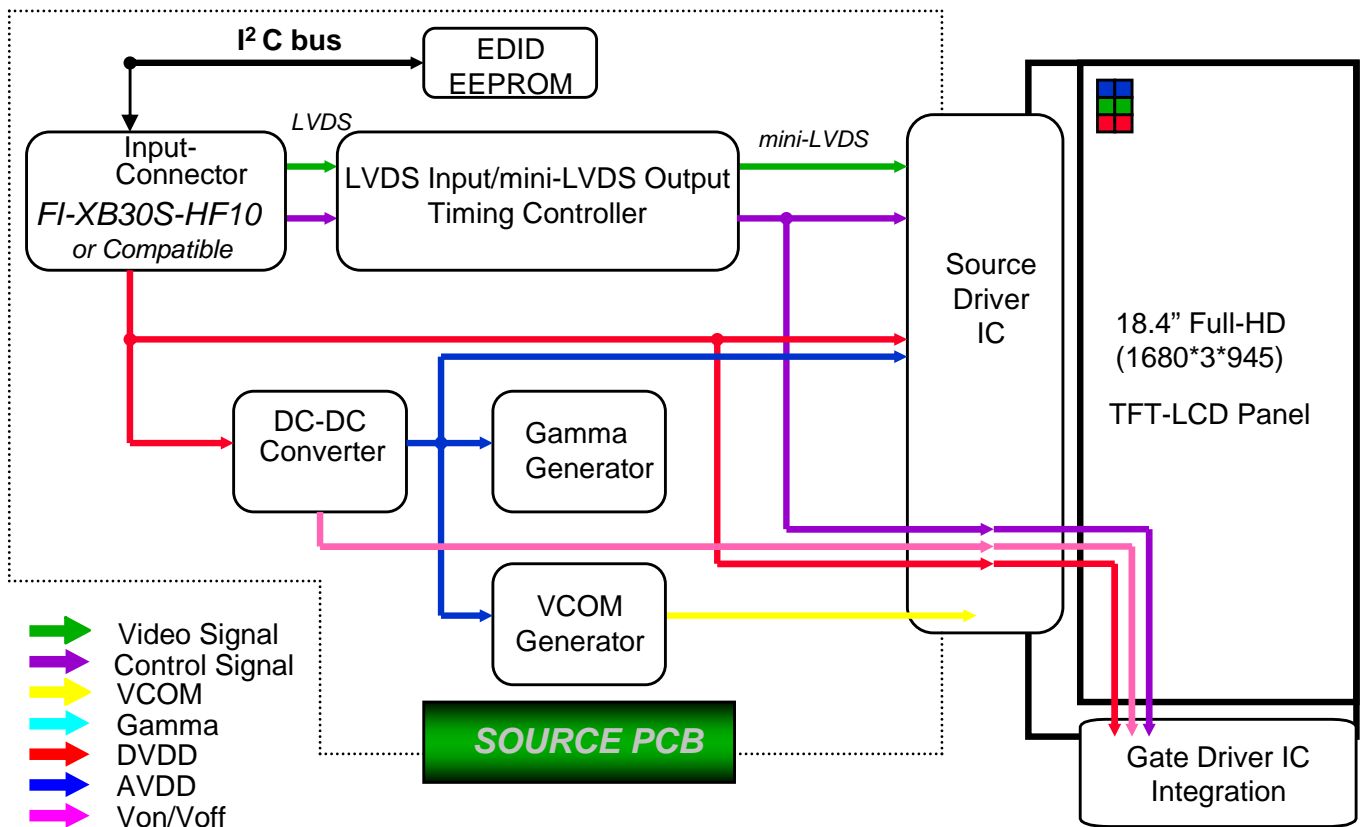 I² C bus
EDID
EEPROM
LVDS
mini-LVDS
Input-
Connector
FI-XB30S-HF10
or Compatible
LVDS Input/mini-LVDS Output
Timing Controller
Source
Driver
IC
18.4” Full-HD
(1680*3*945)
TFT-LCD Panel
DC-DC
Converter
Gamma
Generator
VCOM
Generator
Video Signal
Control Signal
VCOM
Gamma
DVDD
AVDD
Von/Voff
SOURCE PCB
Gate Driver IC
Integration